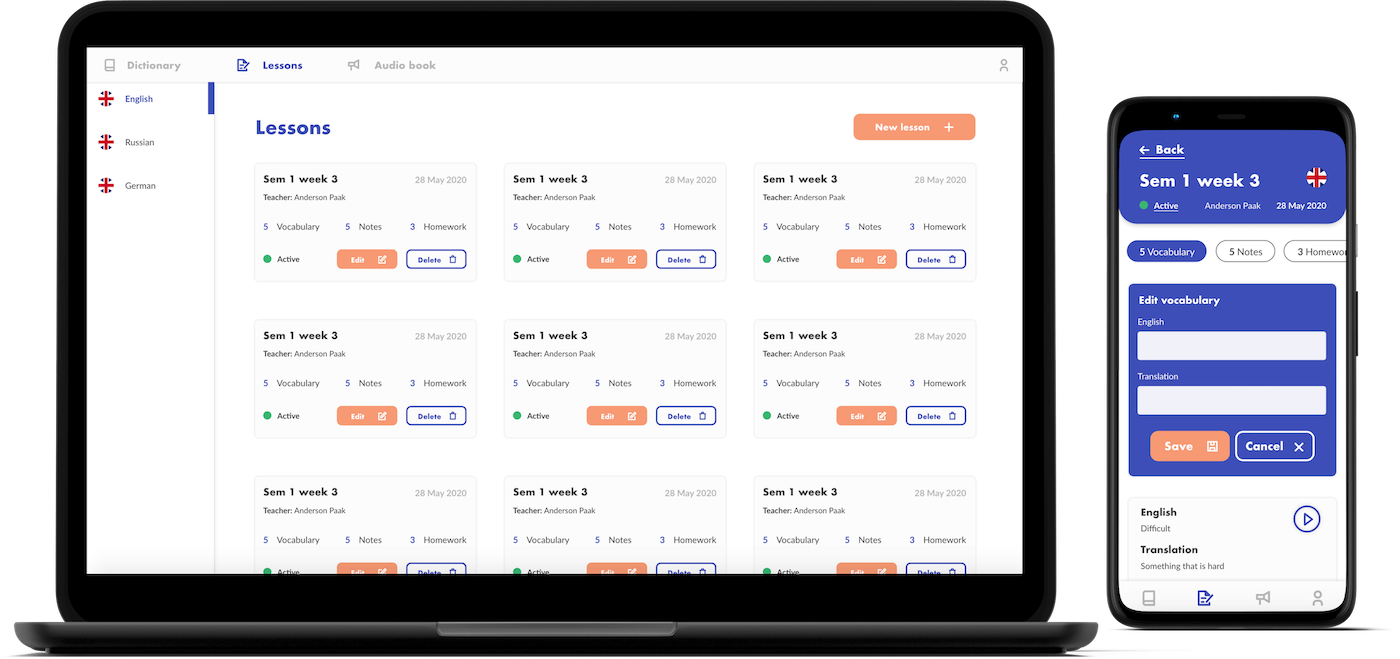 Dictionary Lessons Audio book
English
Russian
German
Lessons
New lesson
Sem 1 week 3 28 May 2020
Teacher: Anderson Paak
5 Vocabulary 5 Notes 3 Homework
Active Edit Delete
Sem 1 week 3 28 May 2020
Teacher: Anderson Paak
5 Vocabulary 5 Notes 3 Homework
Active Edit Delete
Sem 1 week 3 28 May 2020
Teacher: Anderson Paak
5 Vocabulary 5 Notes 3 Homework
Active Edit Delete
Sem 1 week 3 28 May 2020
Teacher: Anderson Paak
5 Vocabulary 5 Notes 3 Homework
Active Edit Delete
Sem 1 week 3 28 May 2020
Teacher: Anderson Paak
5 Vocabulary 5 Notes 3 Homework
Active Edit Delete
Sem 1 week 3 28 May 2020
Teacher: Anderson Paak
5 Vocabulary 5 Notes 3 Homework
Active Edit Delete
Sem 1 week 3 28 May 2020
Teacher: Anderson Paak
5 Vocabulary 5 Notes 3 Homework
Active Edit Delete
Sem 1 week 3 28 May 2020
Teacher: Anderson Paak
5 Vocabulary 5 Notes 3 Homework
Active Edit Delete
Sem 1 week 3 28 May 2020
Teacher: Anderson Paak
5 Vocabulary 5 Notes 3 Homework
Active Edit Delete
← Back
Sem 1 week 3
Active Anderson Paak 28 May 2020
5 Vocabulary 5 Notes 3 Homewor
Edit vocabulary
English
Translation
Save Cancel
English
Difficult
Translation
Something that is hard